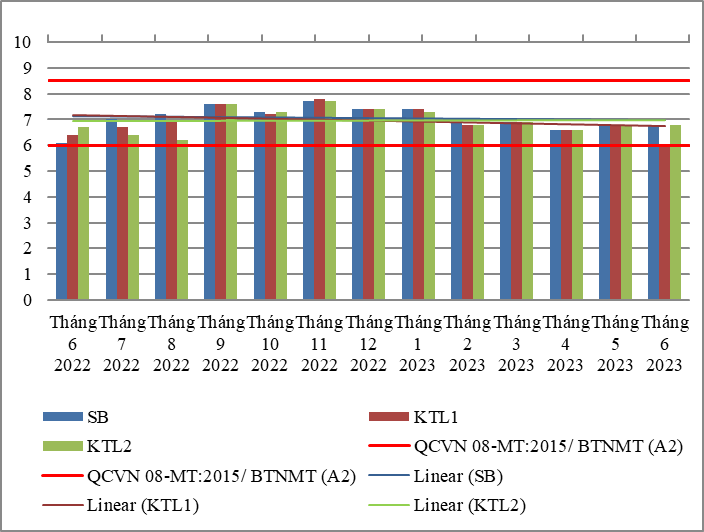 10
9
8
7
6
5
4
3
2
1
0
Tháng Tháng Tháng Tháng Tháng Tháng Tháng Tháng Tháng Tháng Tháng Tháng Tháng
6 7 8 9 10 11 12 1 2 3 4 5 6
2022 2022 2022 2022 2022 2022 2022 2023 2023 2023 2023 2023 2023
SB KTL1
KTL2 QCVN 08-MT:2015/ BTNMT (A2)
QCVN 08-MT:2015/ BTNMT (A2) Linear (SB)
Linear (KTL1) Linear (KTL2)